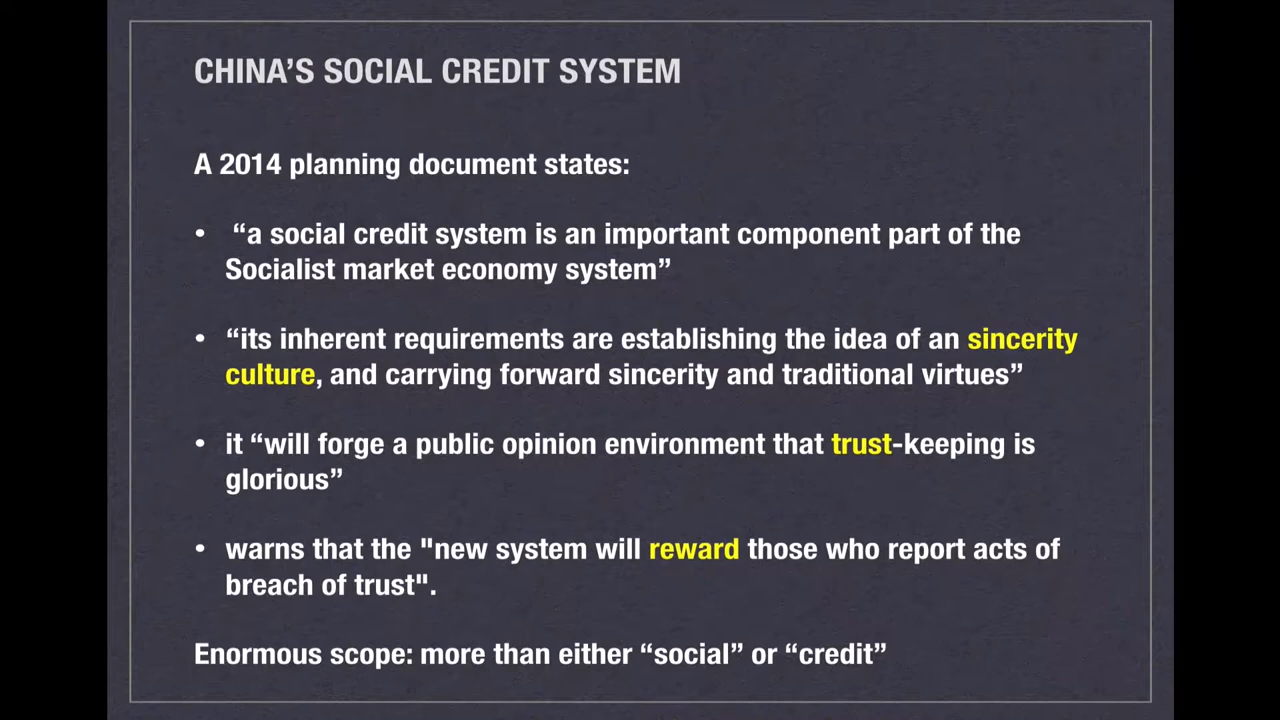 CHINA’S SOCIAL CREDIT SYSTEM
A 2014 planning document states:
• “a social credit system is an important component part of the
Socialist market economy system”
• “its inherent requirements are establishing the idea of an sincerity
culture, and carrying forward sincerity and traditional virtues”
• it “will forge a public opinion environment that trust-keeping is
glorious”
• warns that the "new system will reward those who report acts of
breach of trust".
Enormous scope: more than either “social” or “credit”